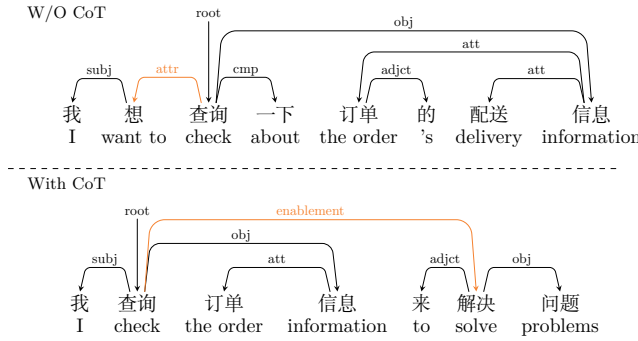 W/O CoT
root
obj
att
subj
attr
cmp
adjct
att
我 想 查询 一下 订单 的 配送 信息
I want to check about the order 's delivery information
With CoT
root
enablement
obj
subj
att
adjct
obj
我 查询 订单 信息 来 解决 问题
I check the order information to solve problems